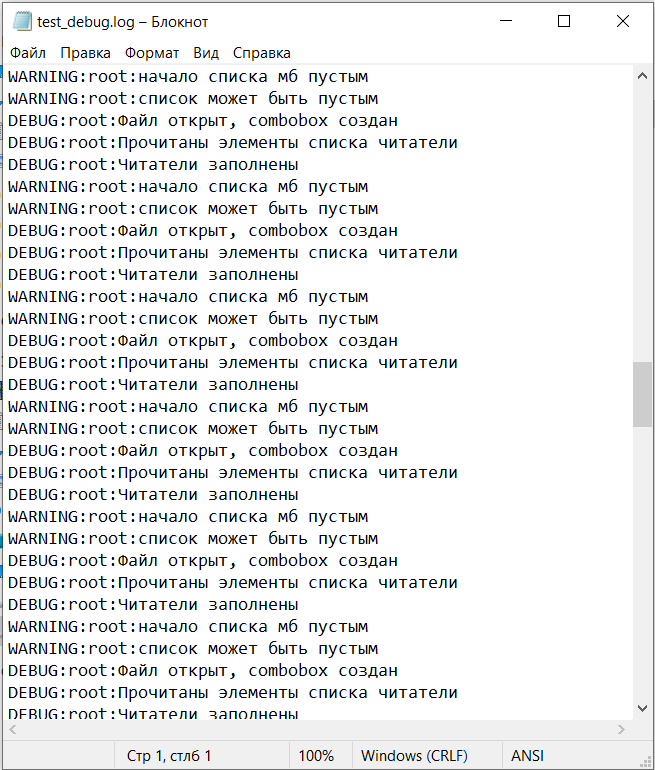 test_debug.log – Блокнот
Файл Правка Формат Вид Справка
WARNING:root:начало списка мб пустым
WARNING:root:список может быть пустым
DEBUG:root:Файл открыт, combobox создан
DEBUG:root:Прочитаны элементы списка читатели
DEBUG:root:Читатели заполнены
WARNING:root:начало списка мб пустым
WARNING:root:список может быть пустым
DEBUG:root:Файл открыт, combobox создан
DEBUG:root:Прочитаны элементы списка читатели
DEBUG:root:Читатели заполнены
WARNING:root:начало списка мб пустым
WARNING:root:список может быть пустым
DEBUG:root:Файл открыт, combobox создан
DEBUG:root:Прочитаны элементы списка читатели
DEBUG:root:Читатели заполнены
WARNING:root:начало списка мб пустым
WARNING:root:список может быть пустым
DEBUG:root:Файл открыт, combobox создан
DEBUG:root:Прочитаны элементы списка читатели
DEBUG:root:Читатели заполнены
WARNING:root:начало списка мб пустым
WARNING:root:список может быть пустым
DEBUG:root:Файл открыт, combobox создан
DEBUG:root:Прочитаны элементы списка читатели
DEBUG:root:Читатели заполнены
WARNING:root:начало списка мб пустым
WARNING:root:список может быть пустым
DEBUG:root:Файл открыт, combobox создан
DEBUG:root:Прочитаны элементы списка читатели
DEBUG:root:Читатели заполнены
Стр 1, стлб 1 100% Windows (CRLF) ANSI